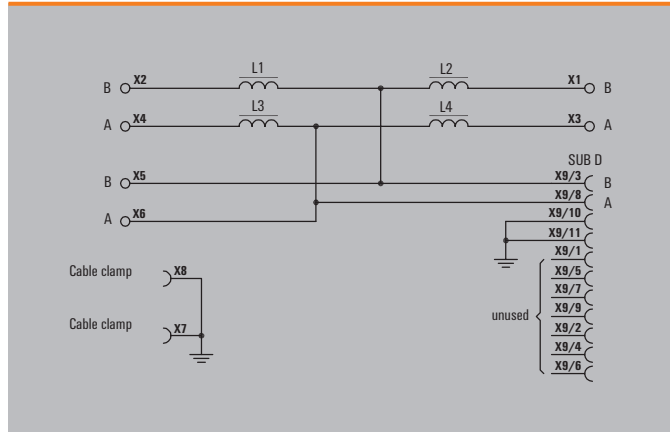 L1 L2
B X2 X1 B
L3 L4
A X4 X3 A
SUB D
B X5 X9/3 B
X9/8 A
A X6 X9/10
X9/11
X9/1
Cable clamp X8 X9/5
X9/7
unused X9/9
Cable clamp X7 X9/2
X9/4
X9/6